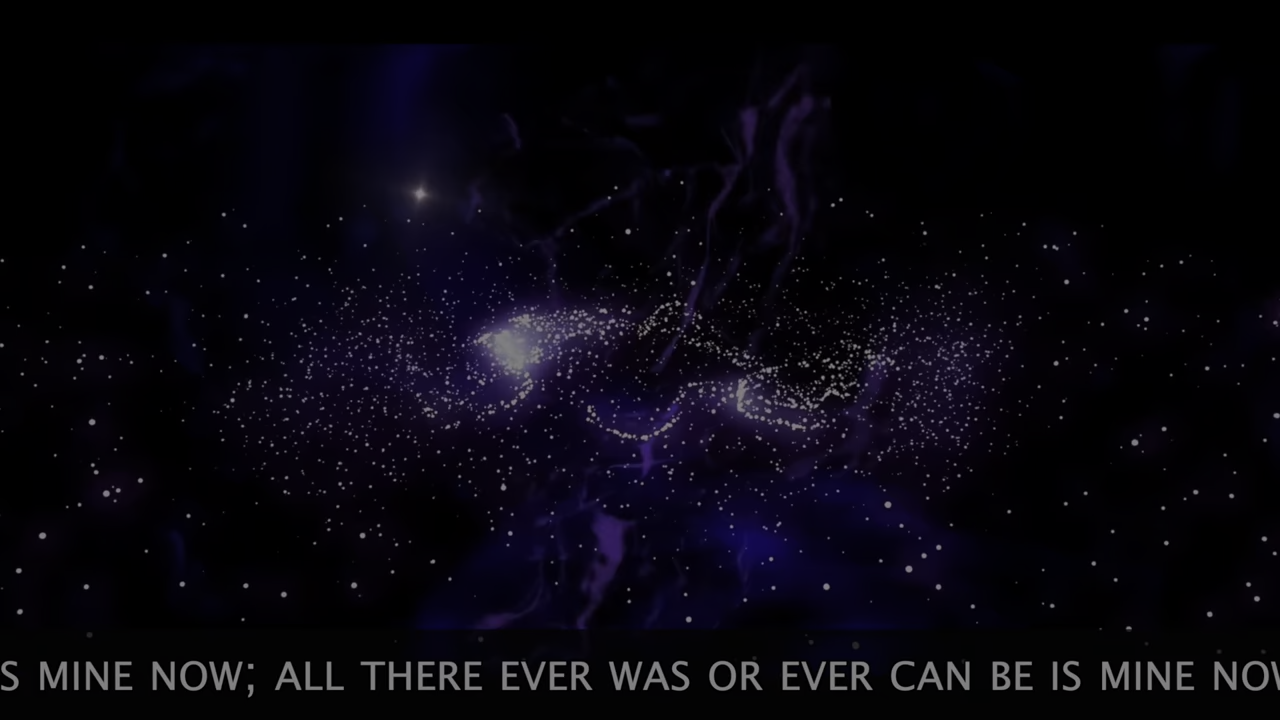 S MINE NOW; ALL THERE EVER WAS OR EVER CAN BE IS MINE NOW